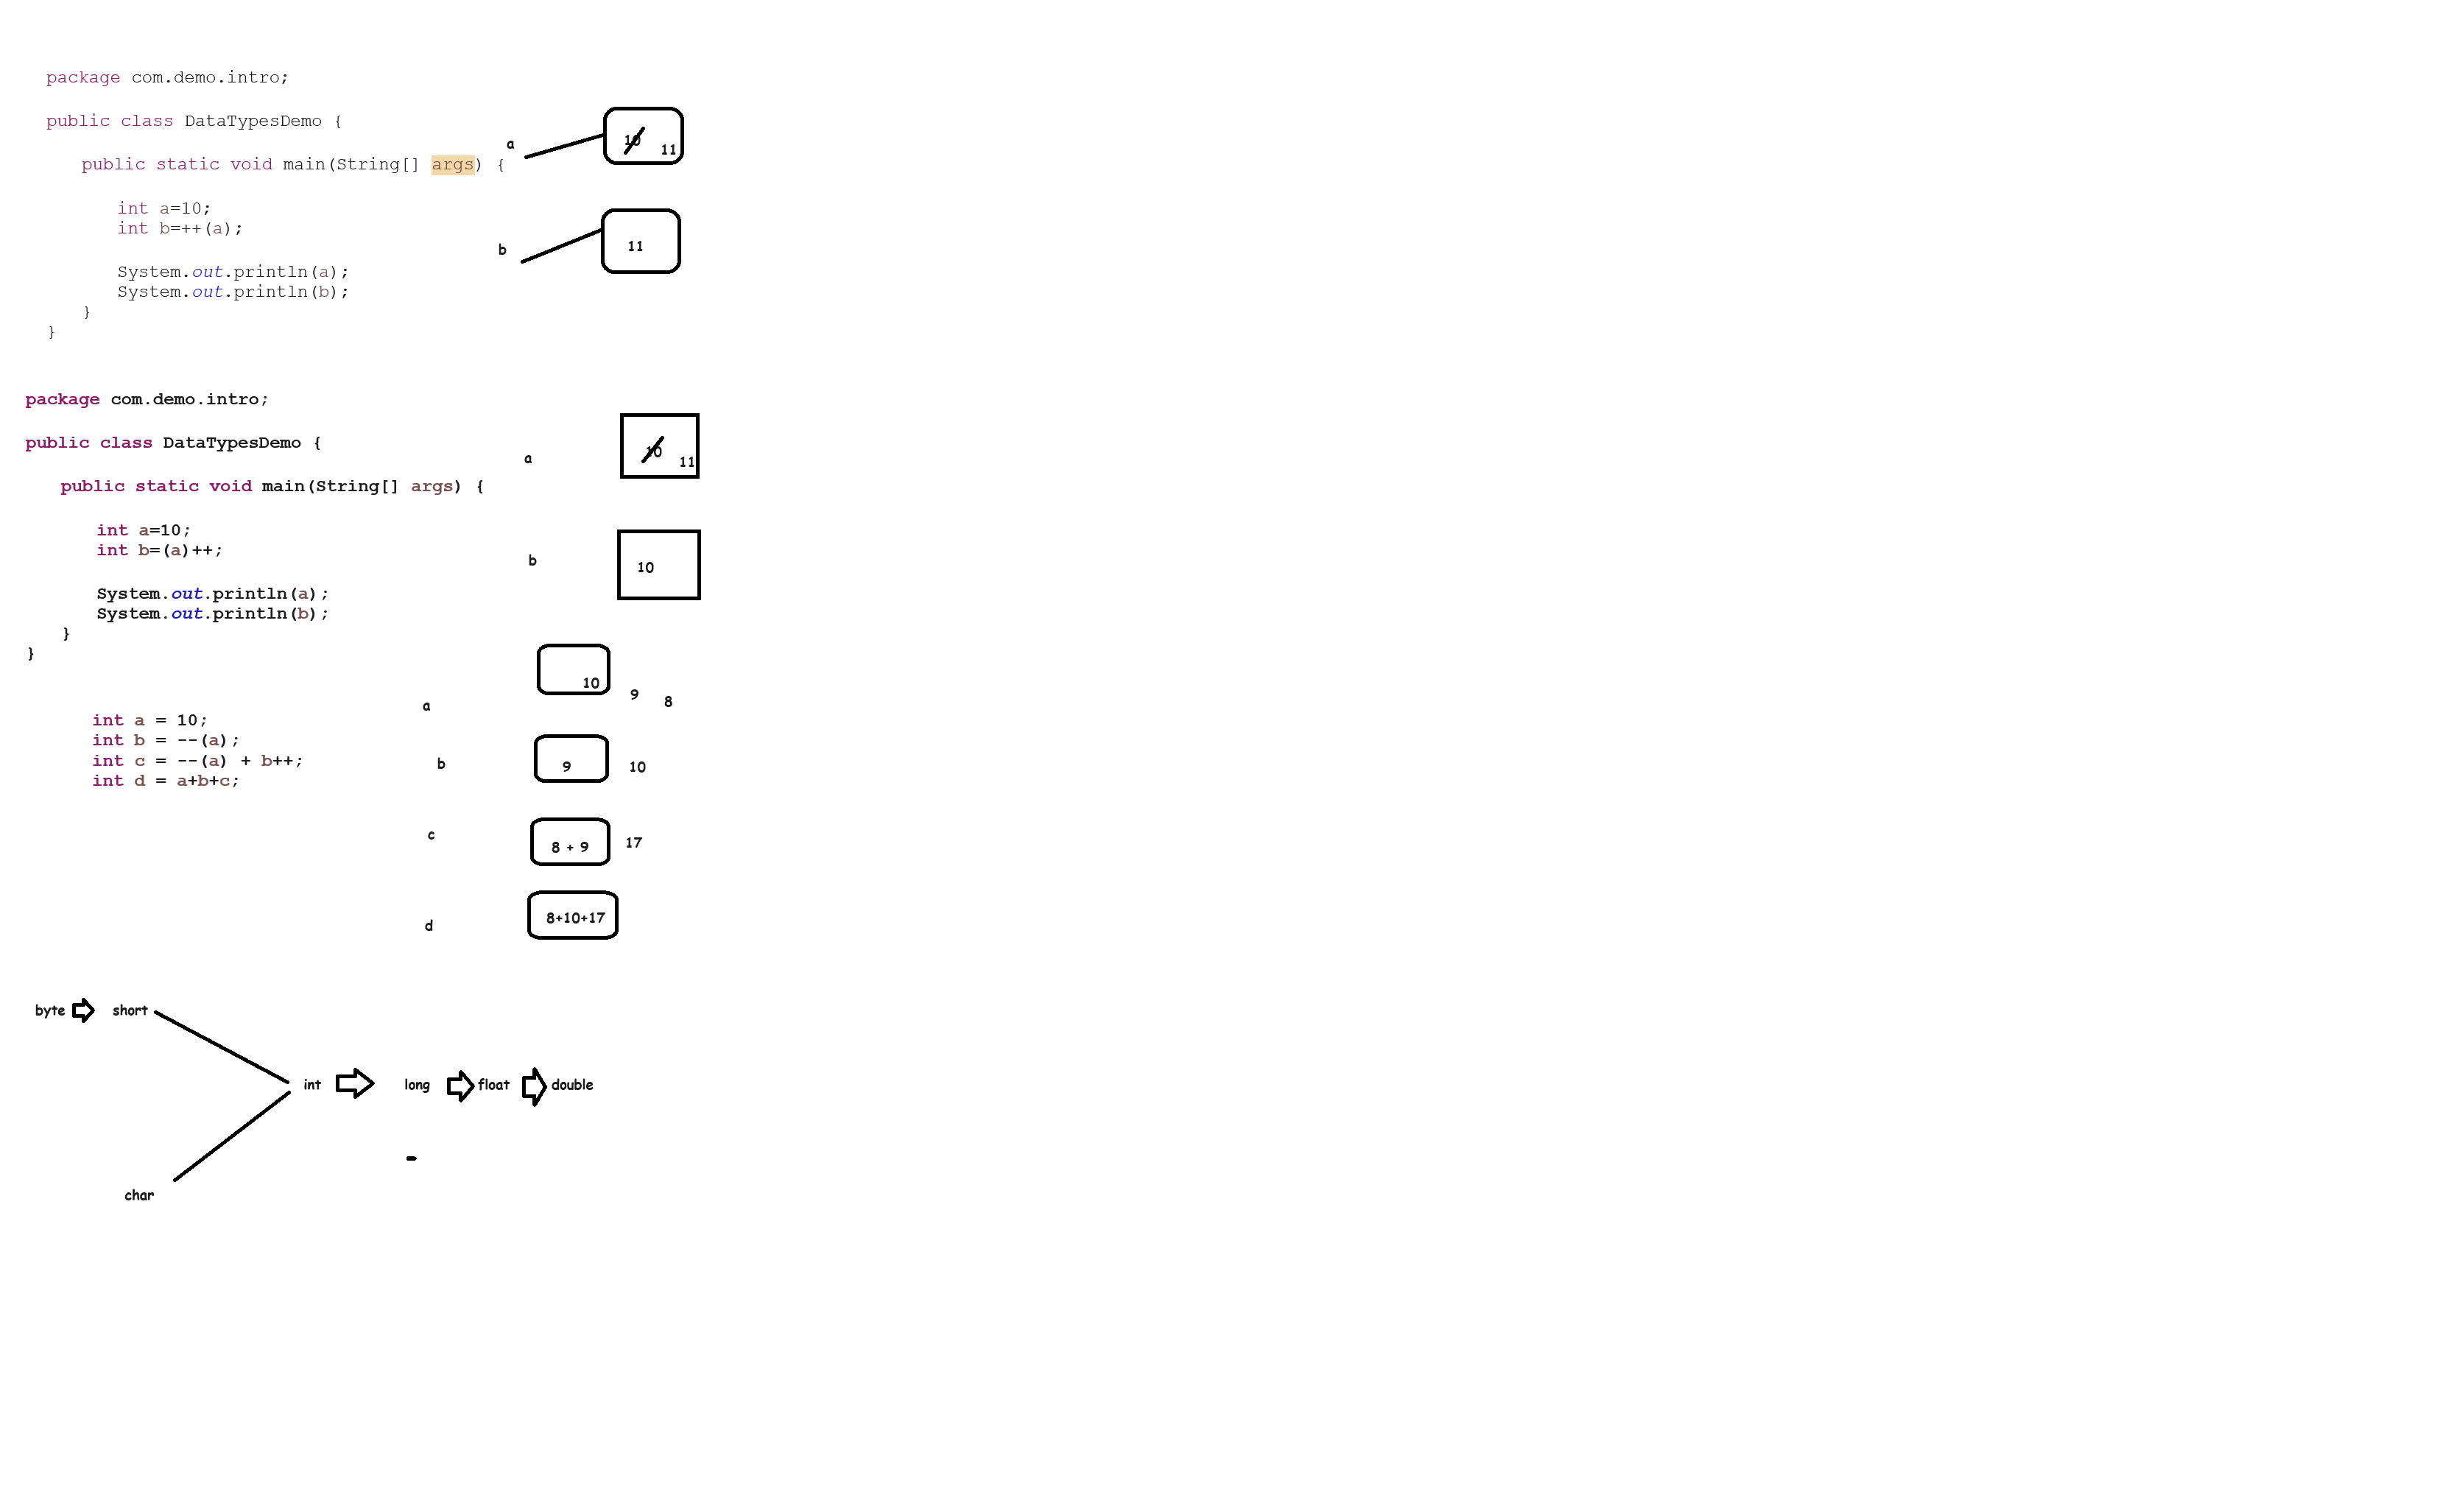 package com.demo.intro;
public class DataTypesDemo {
public static void main(String[] args) {
int a=10;
int b=++(a);
System.out.println(a);
System.out.println(b);
}
}
a
10
11
b
11
package com.demo.intro;
public class DataTypesDemo {
public static void main(String[] args) {
int a=10;
int b=(a)++;
System.out.println(a);
System.out.println(b);
}
}
a
10
11
b
10
int a = 10;
int b = --(a);
int c = --(a) + b++;
int d = a+b+c;
a
10
9
8
b
9
10
c
8 + 9
17
d
8+10+17
byte
short
int
long
float
double
char